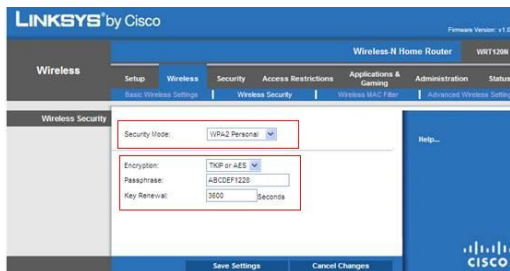 LINKSYS® by Cisco
Firmware Version: v1.0
Wireless-N Home Router WRT120N
Wireless
Setup Wireless Security Access Restrictions Applications & Gaming Administration Status
Basic Wireless Settings Wireless Security Wireless MAC Filter Advanced Wireless Setting
Wireless Security
Security Mode: WPA2 Personal
Help...
Encryption: TKIP or AES
Passphrase: ABCDEF1228
Key Renewal: 3600 Seconds
Save Settings Cancel Changes
CISCO